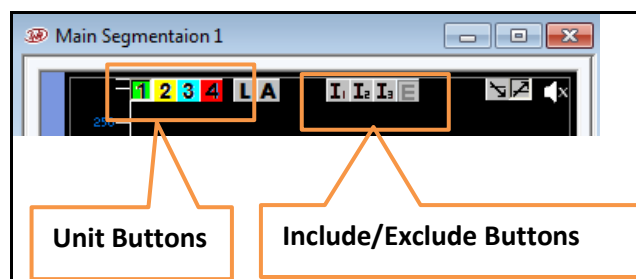 Main Segmentaion 1
1 2 3 4 L A I₁ I₂ I₃ E x
250
Unit Buttons
Include/Exclude Buttons